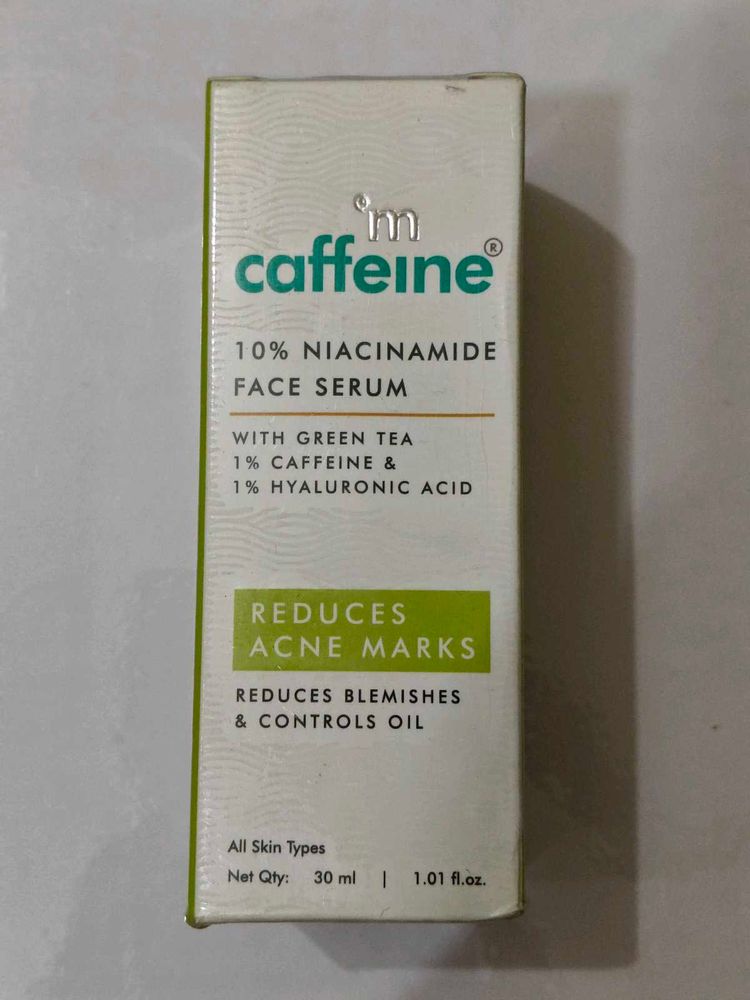 'm
caffeine®
10% NIACINAMIDE
FACE SERUM
WITH GREEN TEA
1% CAFFEINE &
1% HYALURONIC ACID
REDUCES
ACNE MARKS
REDUCES BLEMISHES
& CONTROLS OIL
All Skin Types
Net Qty: 30 ml | 1.01 fl.oz.